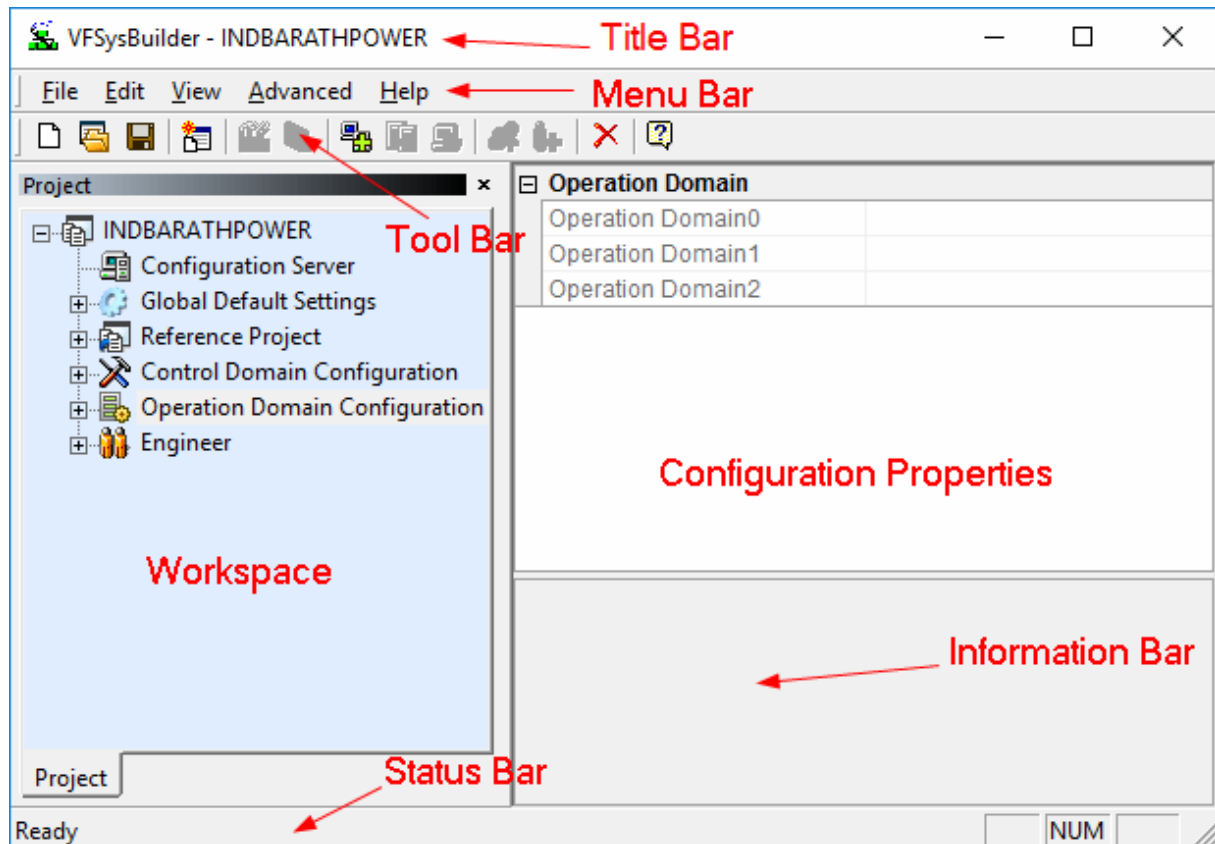 VFSysBuilder - INDBARATHPOWER Title Bar
File Edit View Advanced Help Menu Bar
Project
Operation Domain
INDBARATHPOWER
Tool Bar
Operation Domain0
Configuration Server
Operation Domain1
Global Default Settings
Operation Domain2
Reference Project
Control Domain Configuration
Operation Domain Configuration
Engineer
Configuration Properties
Workspace
Information Bar
Project
Status Bar
Ready
NUM